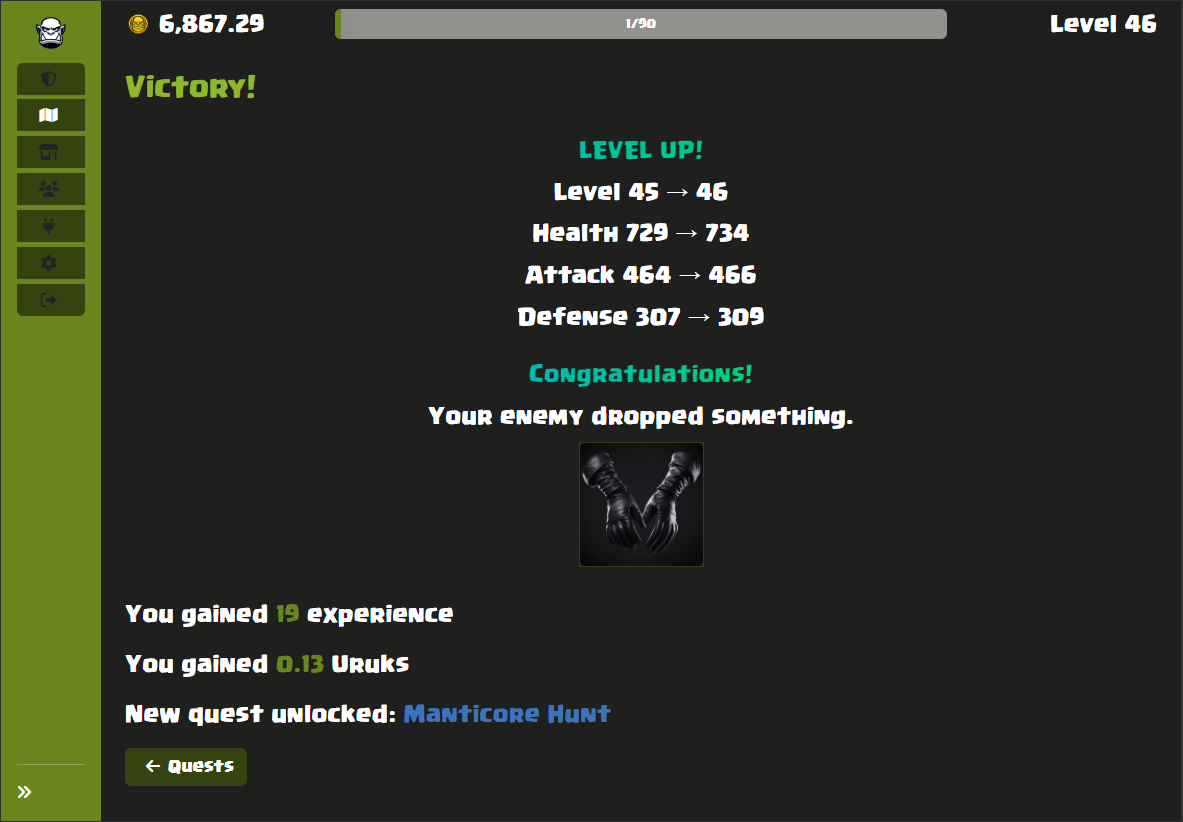 6,867.29
1/90
Level 46
Victory!
LEVEL UP!
Level 45 → 46
Health 729 → 734
Attack 464 → 466
Defense 307 → 309
Congratulations!
Your enemy dropped something.
You gained 19 experience
You gained 0.13 Uruks
New quest unlocked: Manticore Hunt
← Quests